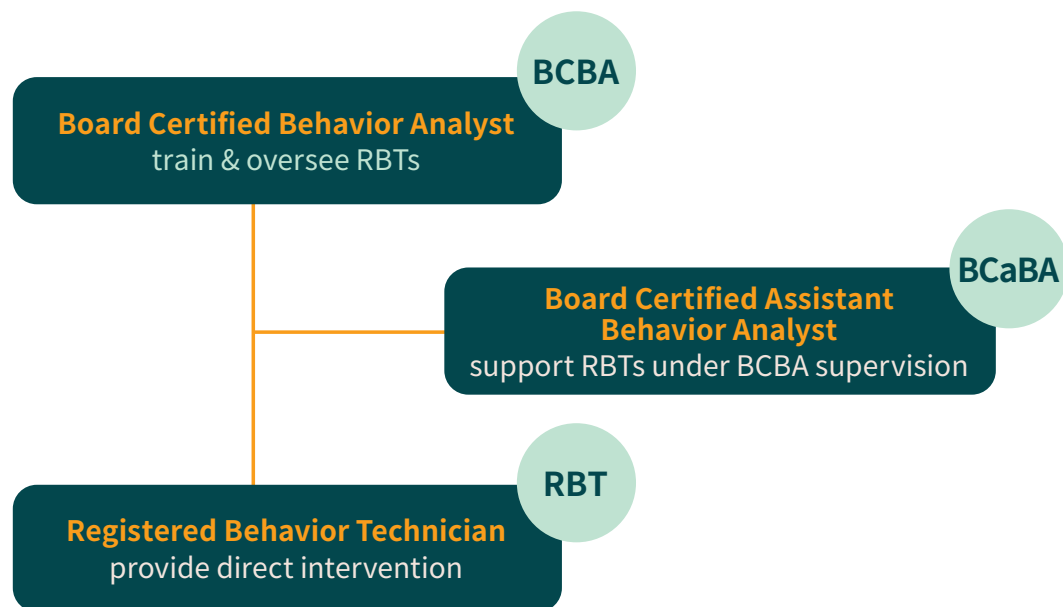 BCBA
Board Certified Behavior Analyst
train & oversee RBTs
BCaBA
Board Certified Assistant
Behavior Analyst
support RBTs under BCBA supervision
RBT
Registered Behavior Technician
provide direct intervention